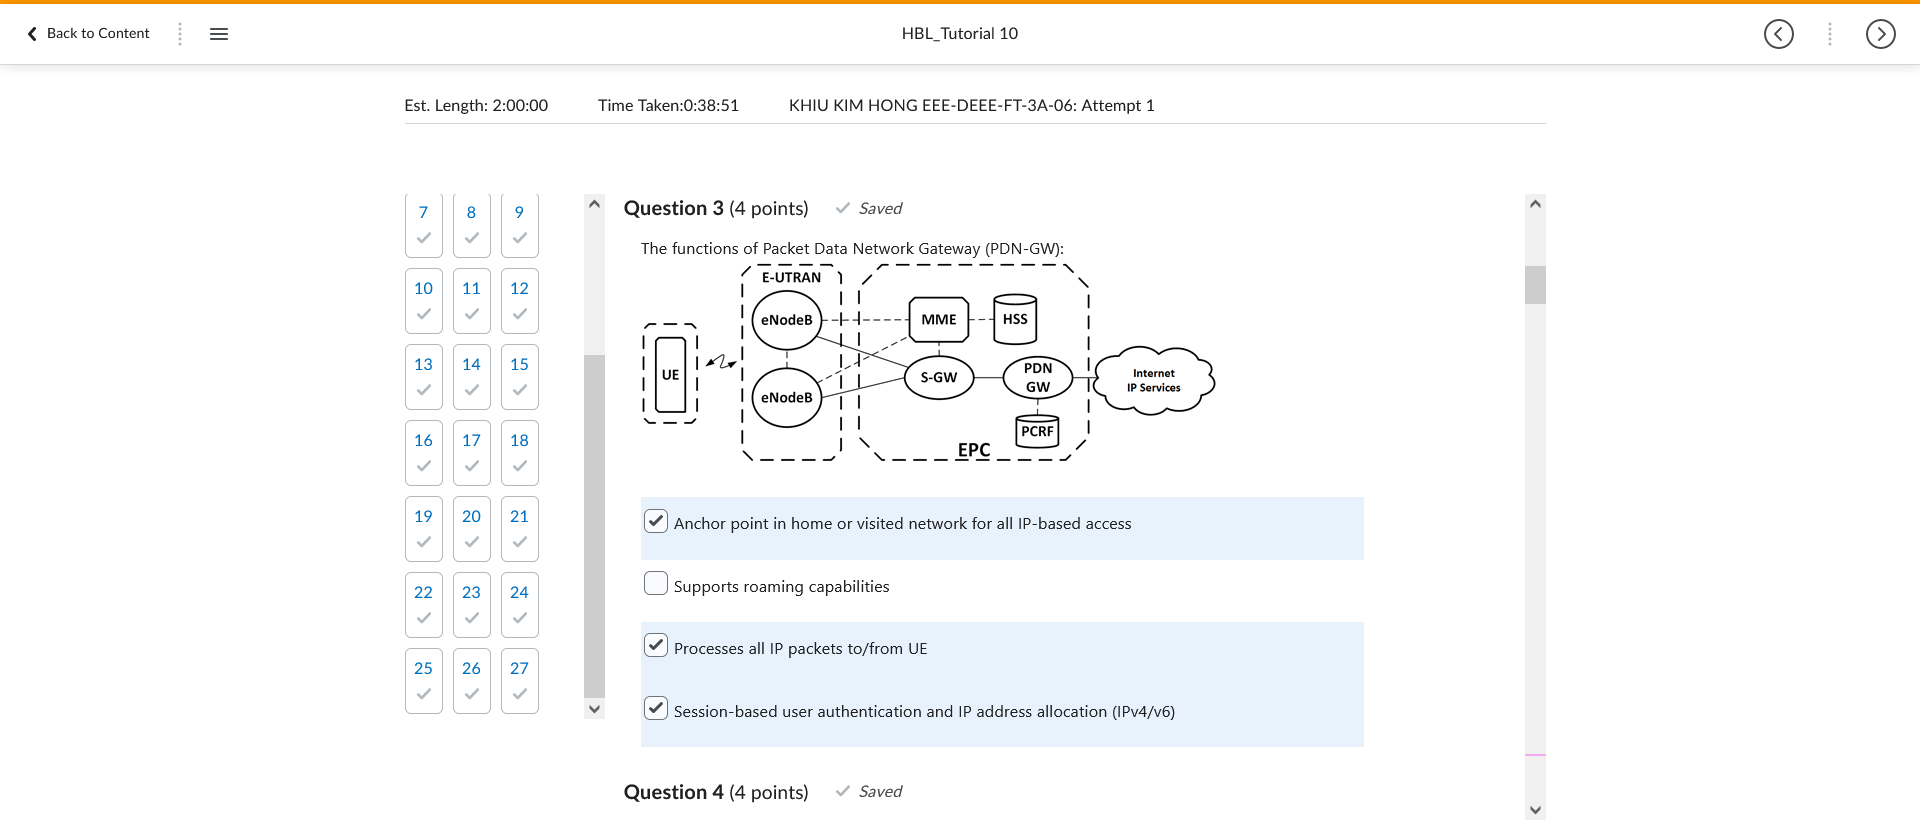 Back to Content
HBL_Tutorial 10
Est. Length: 2:00:00 Time Taken:0:38:51 KHIU KIM HONG EEE-DEEE-FT-3A-06: Attempt 1
7 8 9
10 11 12
13 14 15
16 17 18
19 20 21
22 23 24
25 26 27
Question 3 (4 points) Saved
The functions of Packet Data Network Gateway (PDN-GW):
E-UTRAN
eNodeB
MME
HSS
UE
eNodeB
S-GW
PDN
GW
Internet
IP Services
PCRF
EPC
Anchor point in home or visited network for all IP-based access
Supports roaming capabilities
Processes all IP packets to/from UE
Session-based user authentication and IP address allocation (IPv4/v6)
Question 4 (4 points) Saved